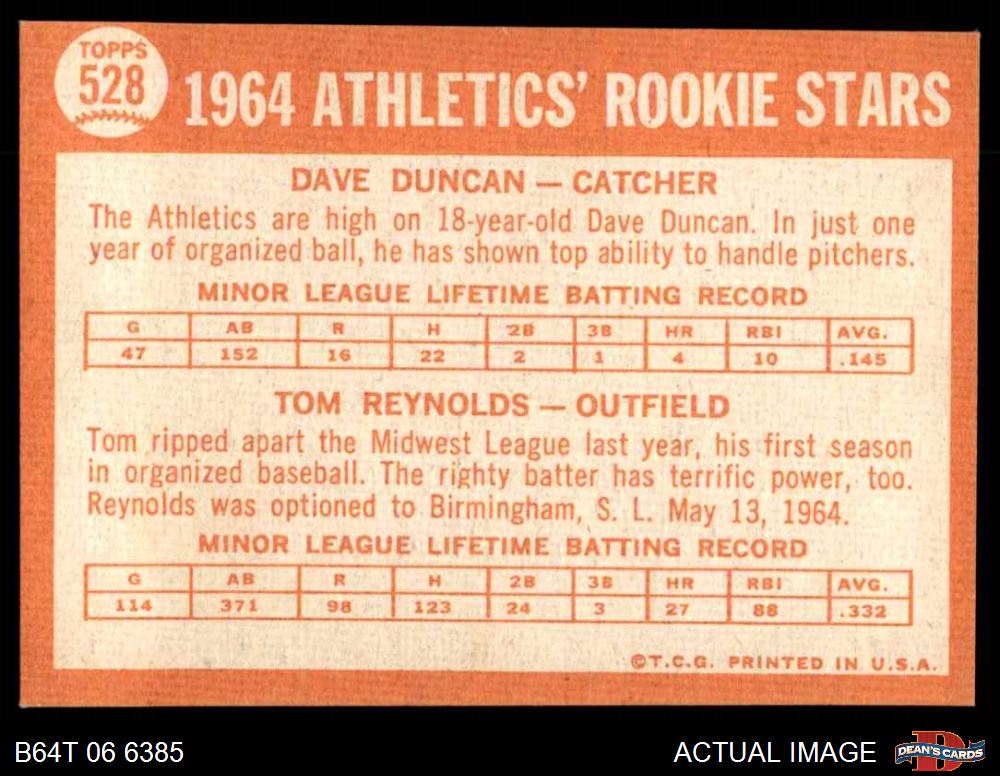 TOPPS
528
1964 ATHLETICS' ROOKIE STARS
DAVE DUNCAN — CATCHER
The Athletics are high on 18-year-old Dave Duncan. In just one
year of organized ball, he has shown top ability to handle pitchers.
MINOR LEAGUE LIFETIME BATTING RECORD
G AB R H 2B 3B HR RBI AVG.
47 152 16 22 2 1 4 10 .145
TOM REYNOLDS — OUTFIELD
Tom ripped apart the Midwest League last year, his first season
in organized baseball. The righty batter has terrific power, too.
Reynolds was optioned to Birmingham, S. L. May 13, 1964.
MINOR LEAGUE LIFETIME BATTING RECORD
G AB R H 2B 3B HR RBI AVG.
114 371 98 123 24 3 27 88 .332
©T.C.G. PRINTED IN U.S.A.
B64T 06 6385 ACTUAL IMAGE DEAN'S CARDS